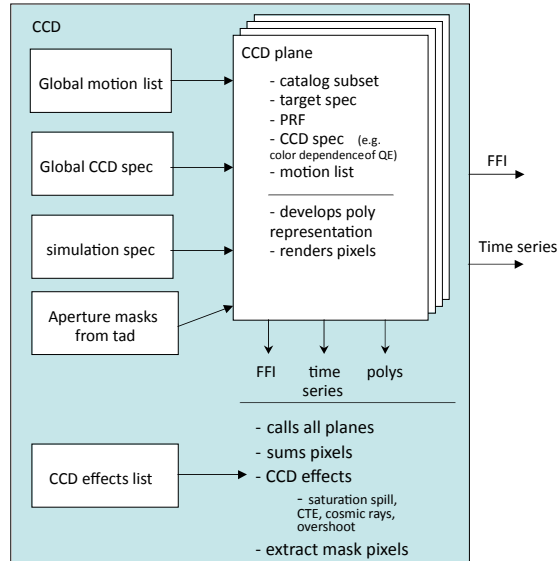 CCD
Global motion list
Global CCD spec
simulation spec
Aperture masks
from tad
CCD plane
- catalog subset
- target spec
- PRF
- CCD spec (e.g.
color dependence of QE)
- motion list
- develops poly
representation
- renders pixels
FFI
time
series
polys
FFI
Time series
- calls all planes
- sums pixels
- CCD effects
- saturation spill,
CTE, cosmic rays,
overshoot
- extract mask pixels
CCD effects list